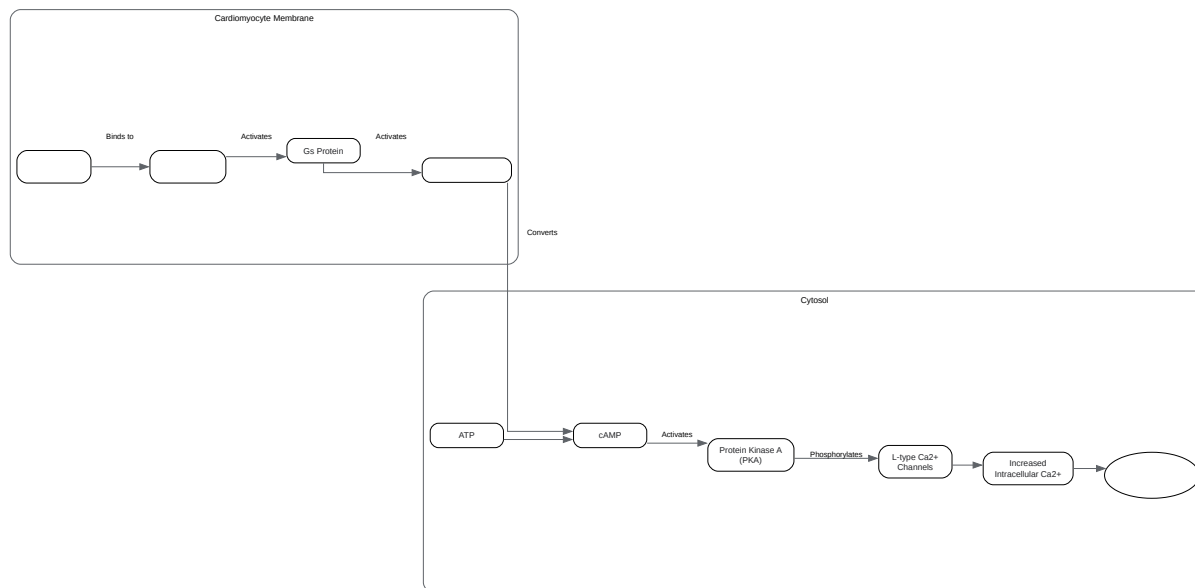 Cardiomyocyte Membrane
Binds to
Activates
Activates
Gs Protein
Converts
Cytosol
ATP
cAMP
Activates
Protein Kinase A
(PKA)
Phosphorylates
L-type Ca2+
Channels
Increased
Intracellular Ca2+